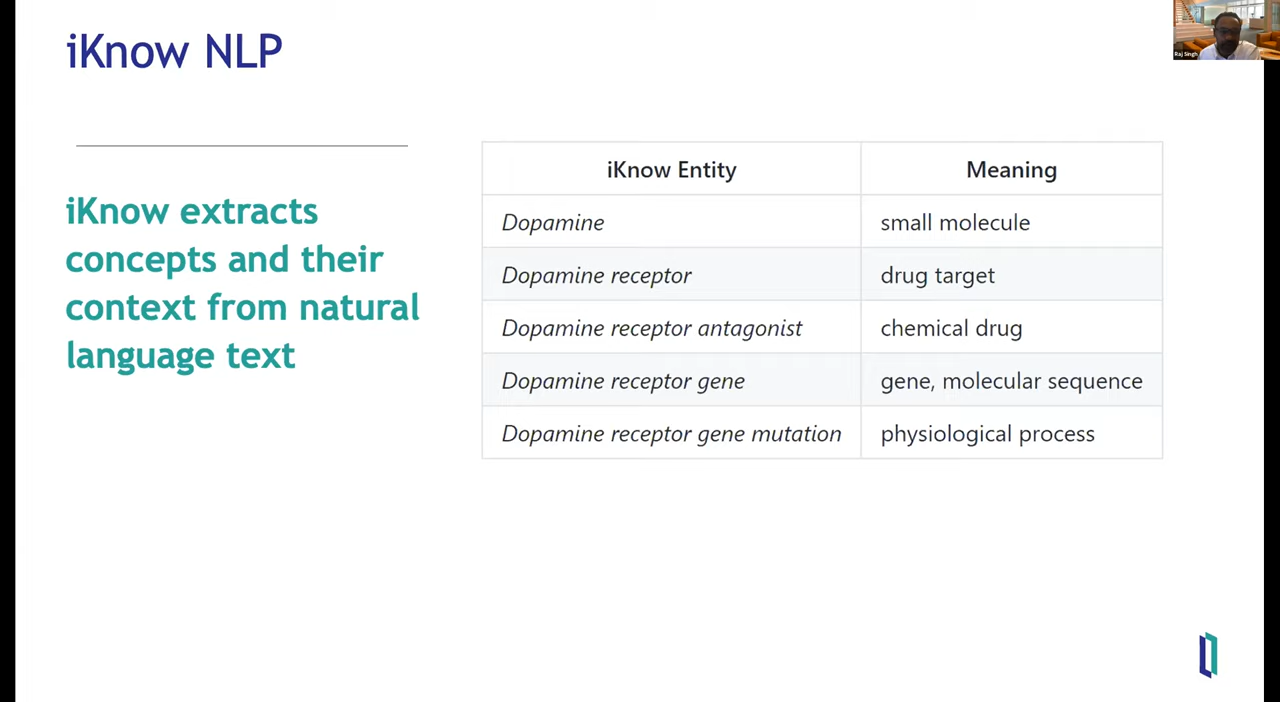 iKnow NLP
Raj Singh
iKnow extracts
concepts and their
context from natural
language text
iKnow Entity Meaning
Dopamine small molecule
Dopamine receptor drug target
Dopamine receptor antagonist chemical drug
Dopamine receptor gene gene, molecular sequence
Dopamine receptor gene mutation physiological process